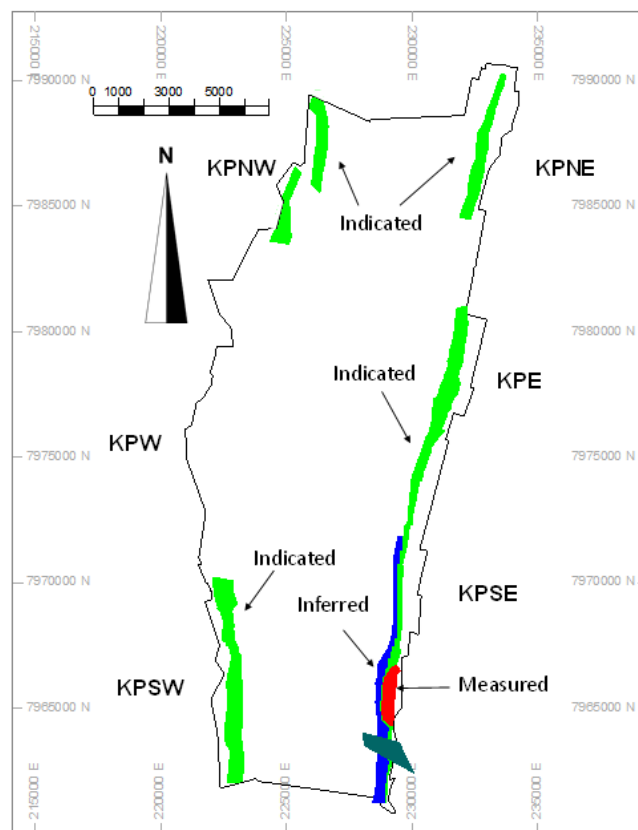 215000 E
220000 E
225000 E
230000 E
235000 E
7990000 N
7990000 N
0 1000 3000 5000
N
KPNW
KPNE
Indicated
7985000 N
7985000 N
7980000 N
7980000 N
Indicated
KPE
KPW
7975000 N
7975000 N
Indicated
7970000 N
7970000 N
Inferred
KPSE
KPSW
Measured
7965000 N
7965000 N
215000 E
220000 E
225000 E
230000 E
235000 E